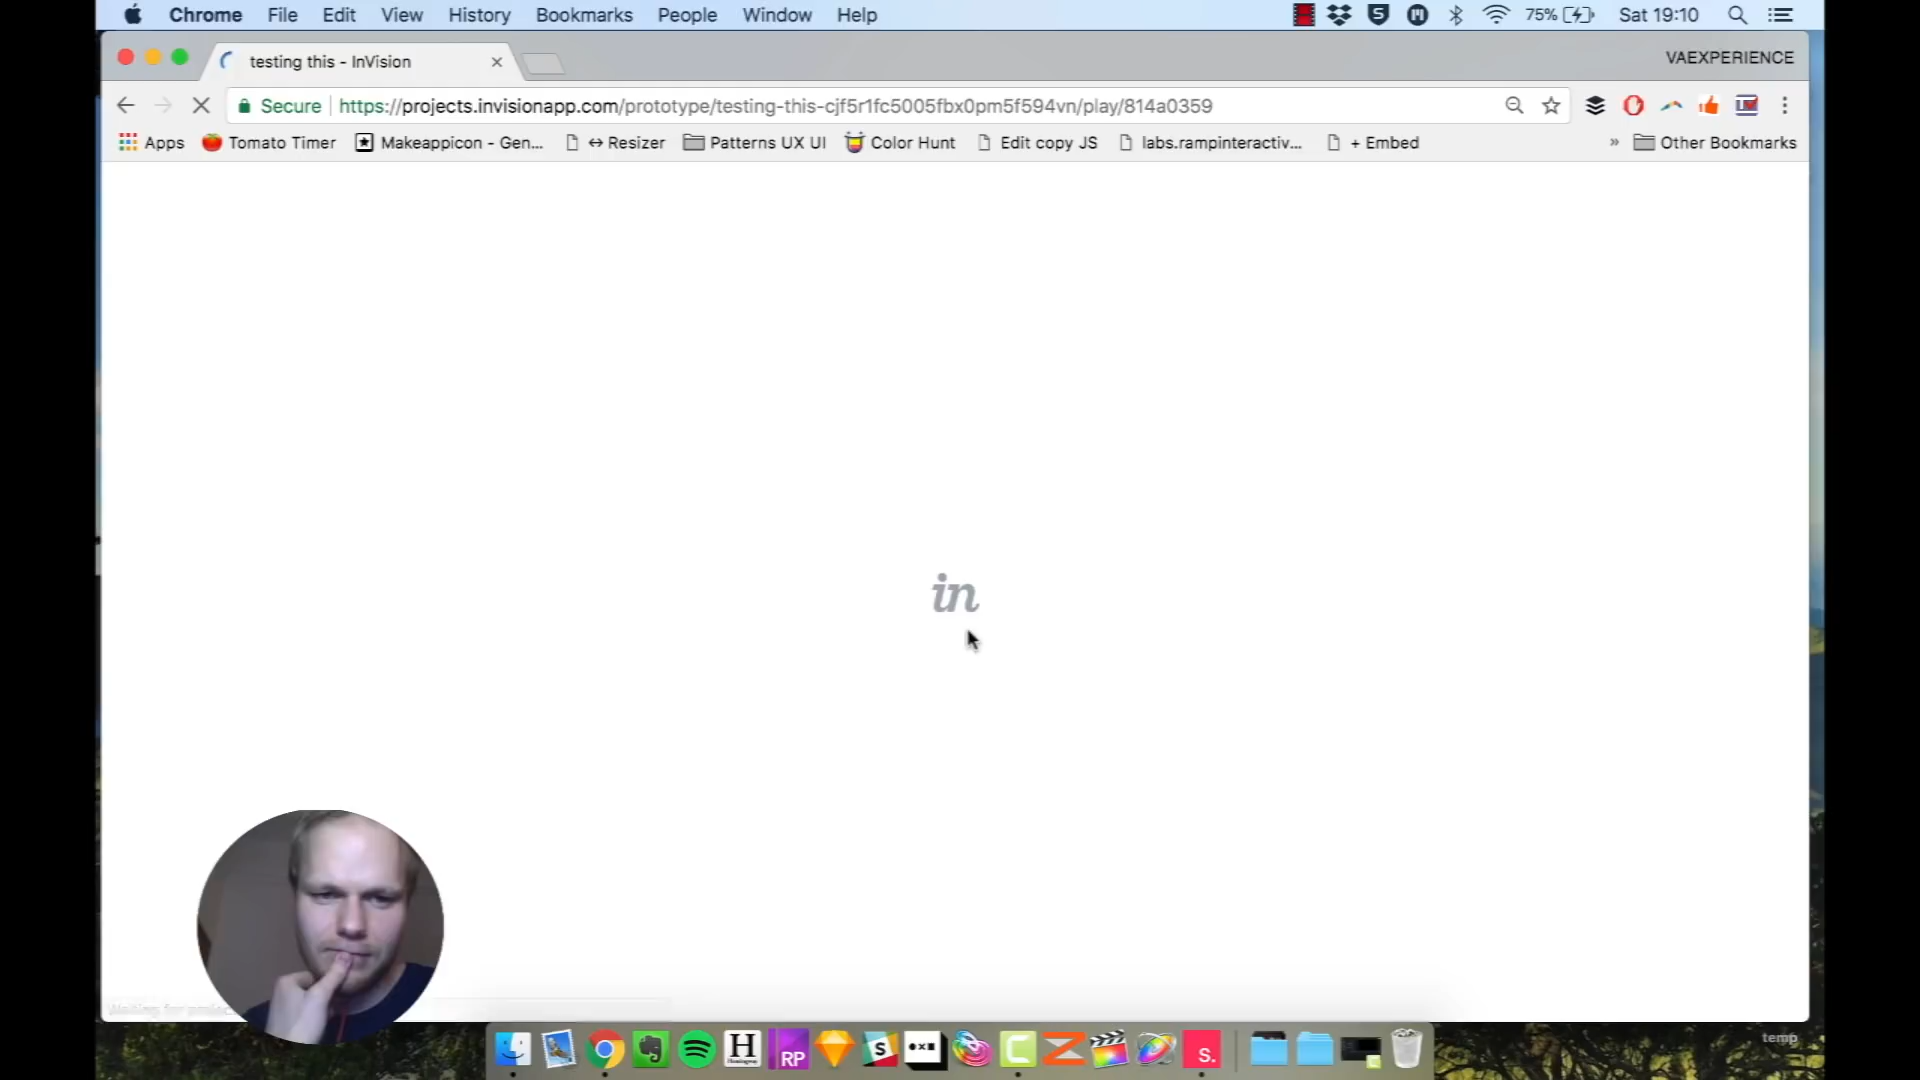 Chrome File Edit View History Bookmarks People Window Help 75% Sat 19:10
testing this - InVision VAEXPERIENCE
Secure https://projects.invisionapp.com/prototype/testing-this-cjf5r1fc5005fbx0pm5f594vn/play/814a0359
Apps Tomato Timer Makeappicon - Gen... ↔ Resizer Patterns UX UI Color Hunt Edit copy JS labs.rampinteractiv... + Embed » Other Bookmarks
in
Waiting for
temp
H RP S S.